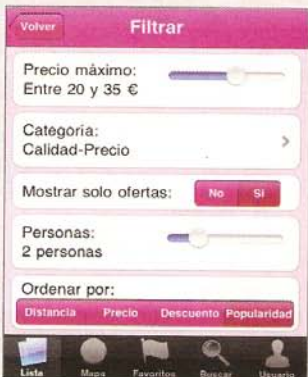 Volver
Filtrar
Precio máximo:
Entre 20 y 35 €
Categoría:
Calidad-Precio
Mostrar solo ofertas:
No
Si
Personas:
2 personas
Ordenar por:
Distancia
Precio
Descuento
Popularidad
Lista
Mapa
Favoritos
Buscar
Usuario